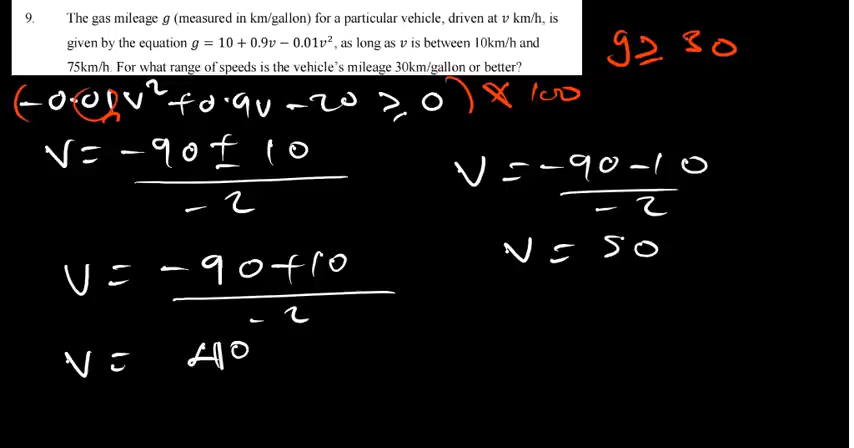 9. The gas mileage g (measured in km/gallon) for a particular vehicle, driven at v km/h, is
given by the equation g = 10 + 0.9v − 0.01v², as long as v is between 10km/h and
75km/h. For what range of speeds is the vehicle's mileage 30km/gallon or better?
g ≥ 30
(-0.01v² + 0.9v - 20 ≥ 0) × 100
V = -90 ± 10 / -2
V = -90 + 10 / -2
V = 40
V = -90 - 10 / -2
V = 50